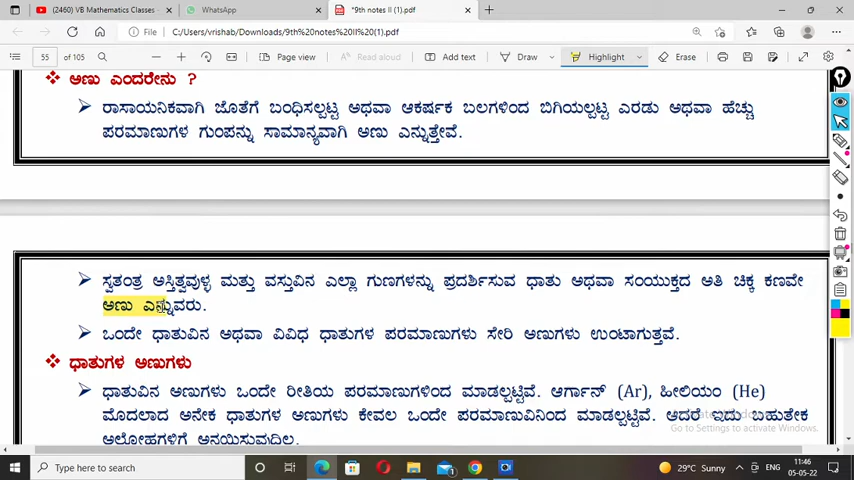 (2460) VB Mathematics Classes
WhatsApp
*9th notes II (1).pdf
File
C:/Users/vrishab/Downloads/9th%20notes%20II%20(1).pdf
55
of 105
Page view
Read aloud
Add text
Draw
Highlight
Erase
ಅಣು ಎಂದರೇನು ?
ರಾಸಾಯನಿಕವಾಗಿ ಜೊತೆಗೆ ಬಂಧಿಸಲ್ಪಟ್ಟ ಅಥವಾ ಆಕರ್ಷಕ ಬಲಗಳಿಂದ ಬಿಗಿಯಲ್ಪಟ್ಟ ಎರಡು ಅಥವಾ ಹೆಚ್ಚು
ಪರಮಾಣುಗಳ ಗುಂಪನ್ನು ಸಾಮಾನ್ಯವಾಗಿ ಅಣು ಎನ್ನುತ್ತೇವೆ.
ಸ್ವತಂತ್ರ ಅಸ್ತಿತ್ವವುಳ್ಳ ಮತ್ತು ವಸ್ತುವಿನ ಎಲ್ಲಾ ಗುಣಗಳನ್ನು ಪ್ರದರ್ಶಿಸುವ ಧಾತು ಅಥವಾ ಸಂಯುಕ್ತದ ಅತಿ ಚಿಕ್ಕ ಕಣವೇ
ಅಣು ಎನ್ನುವರು.
ಒಂದೇ ಧಾತುವಿನ ಅಥವಾ ವಿವಿಧ ಧಾತುಗಳ ಪರಮಾಣುಗಳು ಸೇರಿ ಅಣುಗಳು ಉಂಟಾಗುತ್ತವೆ.
ಧಾತುಗಳ ಅಣುಗಳು
ಧಾತುವಿನ ಅಣುಗಳು ಒಂದೇ ರೀತಿಯ ಪರಮಾಣುಗಳಿಂದ ಮಾಡಲ್ಪಟ್ಟಿವೆ. ಆರ್ಗಾನ್ (Ar), ಹೀಲಿಯಂ (He)
ಮೊದಲಾದ ಅನೇಕ ಧಾತುಗಳ ಅಣುಗಳು ಕೇವಲ ಒಂದೇ ಪರಮಾಣುವಿನಿಂದ ಮಾಡಲ್ಪಟ್ಟಿವೆ. ಆದರೆ ಇದು ಬಹುತೇಕ
ಅಲೋಹಗಳಿಗೆ ಅನ್ವಯಿಸುವುದಿಲ್ಲ.
Go to Settings to activate Windows.
Type here to search
29°C Sunny
ENG
11:46
05-05-22